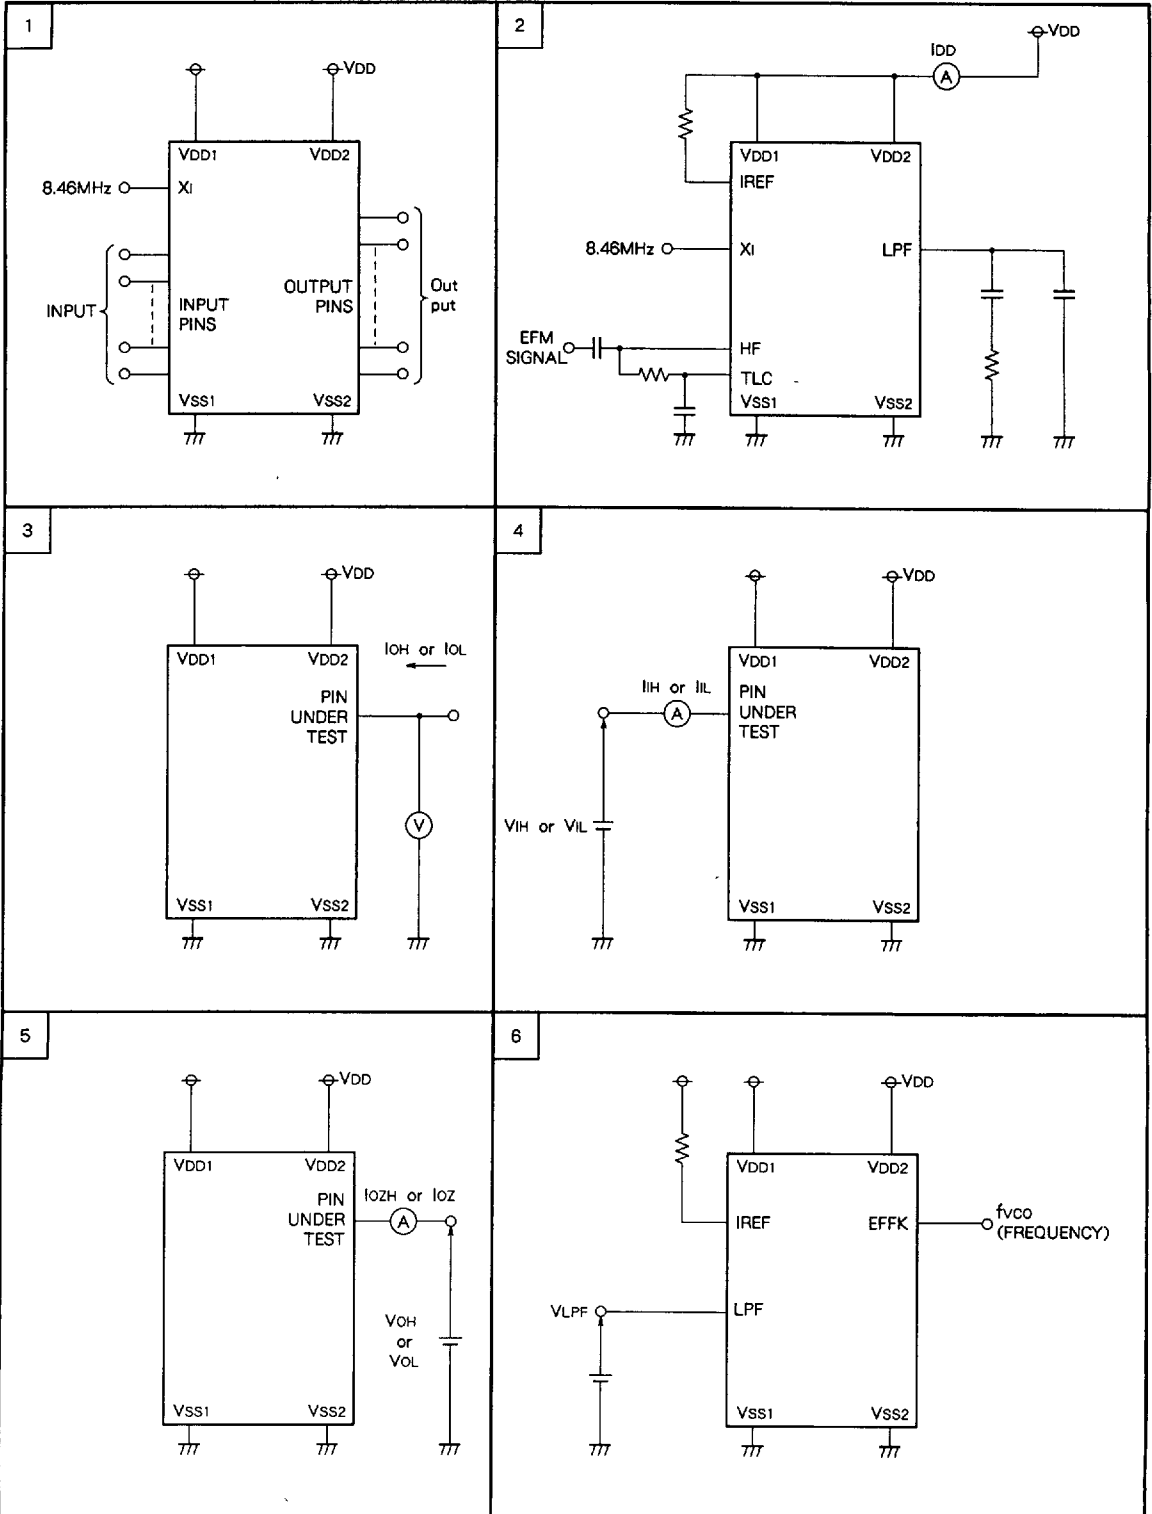 1
VDD
VDD1
VDD2
8.46MHz
XI
INPUT
INPUT
PINS
OUTPUT
PINS
Out
put
VSS1
VSS2
2
VDD
IDD
A
VDD1
VDD2
IREF
8.46MHz
XI
LPF
EFM
SIGNAL
HF
TLC
VSS1
VSS2
3
VDD
VDD1
VDD2
IOH or IOL
PIN
UNDER
TEST
V
VSS1
VSS2
4
VDD
VDD1
VDD2
IIH or IIL
A
PIN
UNDER
TEST
VIH or VIL
VSS1
VSS2
5
VDD
VDD1
VDD2
PIN
UNDER
TEST
IOZH or IOZ
A
VOH
or
VOL
VSS1
VSS2
6
VDD
VDD1
VDD2
IREF
EFFK
fVCO
(FREQUENCY)
VLPF
LPF
VSS1
VSS2